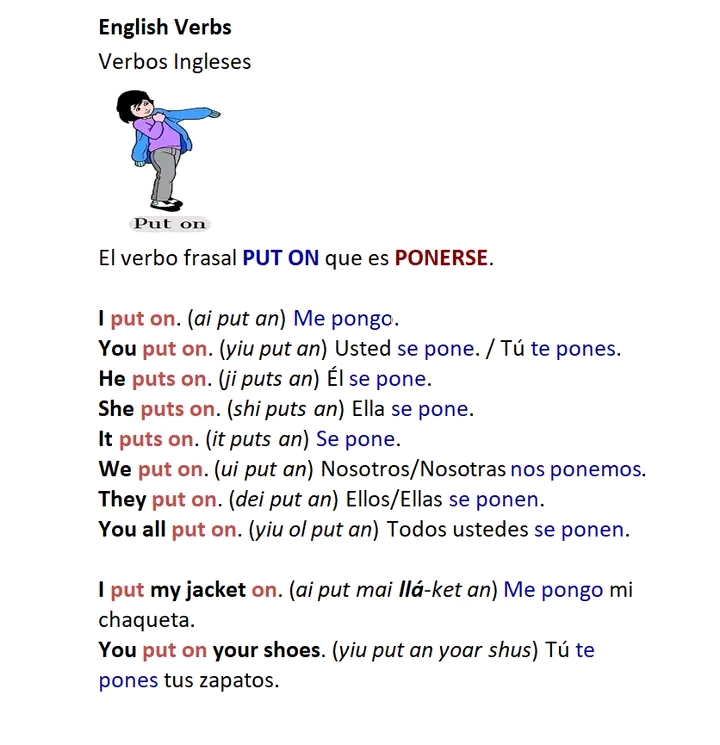 English Verbs
Verbos Ingleses
Put on
El verbo frasal PUT ON que es PONERSE.
I put on. (ai put an) Me pongo.
You put on. (yiu put an) Usted se pone. / Tú te pones.
He puts on. (ji puts an) Él se pone.
She puts on. (shi puts an) Ella se pone.
It puts on. (it puts an) Se pone.
We put on. (ui put an) Nosotros/Nosotras nos ponemos.
They put on. (dei put an) Ellos/Ellas se ponen.
You all put on. (yiu ol put an) Todos ustedes se ponen.
I put my jacket on. (ai put mai llá-ket an) Me pongo mi
chaqueta.
You put on your shoes. (yiu put an yoar shus) Tú te
pones tus zapatos.